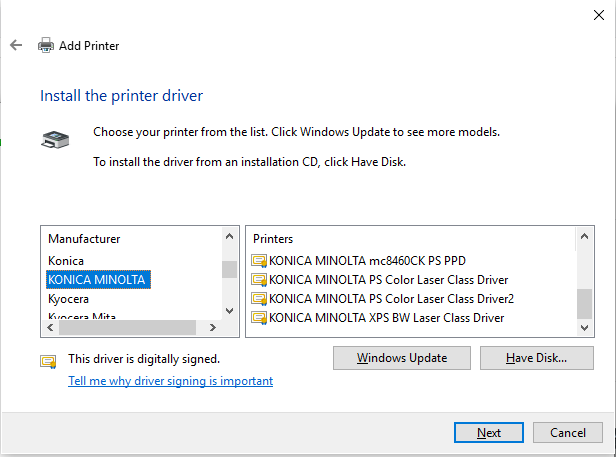 Add Printer
Install the printer driver
Choose your printer from the list. Click Windows Update to see more models.
To install the driver from an installation CD, click Have Disk.
Manufacturer
Konica
KONICA MINOLTA
Kyocera
Kyocera Mita
Printers
KONICA MINOLTA mc8460CK PS PPD
KONICA MINOLTA PS Color Laser Class Driver
KONICA MINOLTA PS Color Laser Class Driver2
KONICA MINOLTA XPS BW Laser Class Driver
This driver is digitally signed.
Tell me why driver signing is important
Windows Update
Have Disk...
Next
Cancel